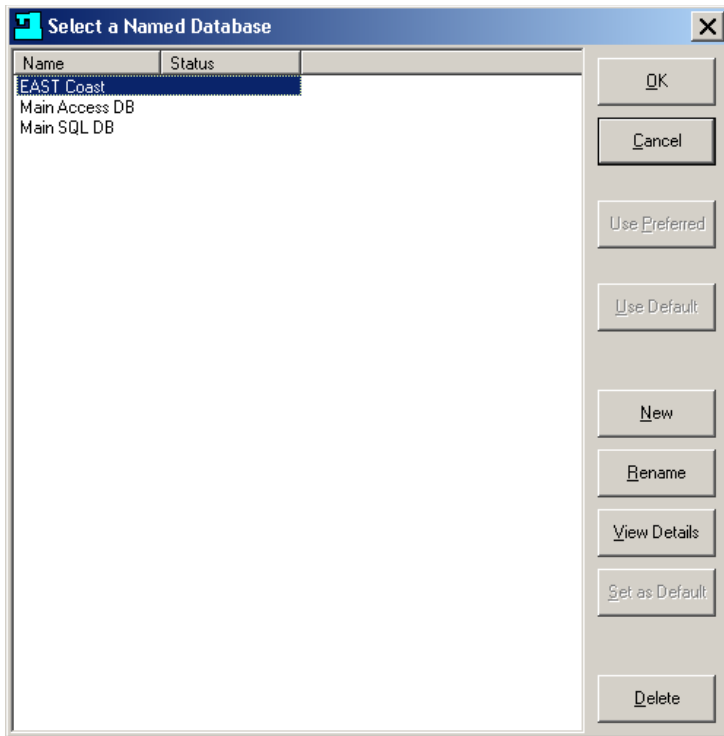 Select a Named Database
Name Status
EAST Coast
Main Access DB
Main SQL DB
OK
Cancel
Use Preferred
Use Default
New
Rename
View Details
Set as Default
Delete